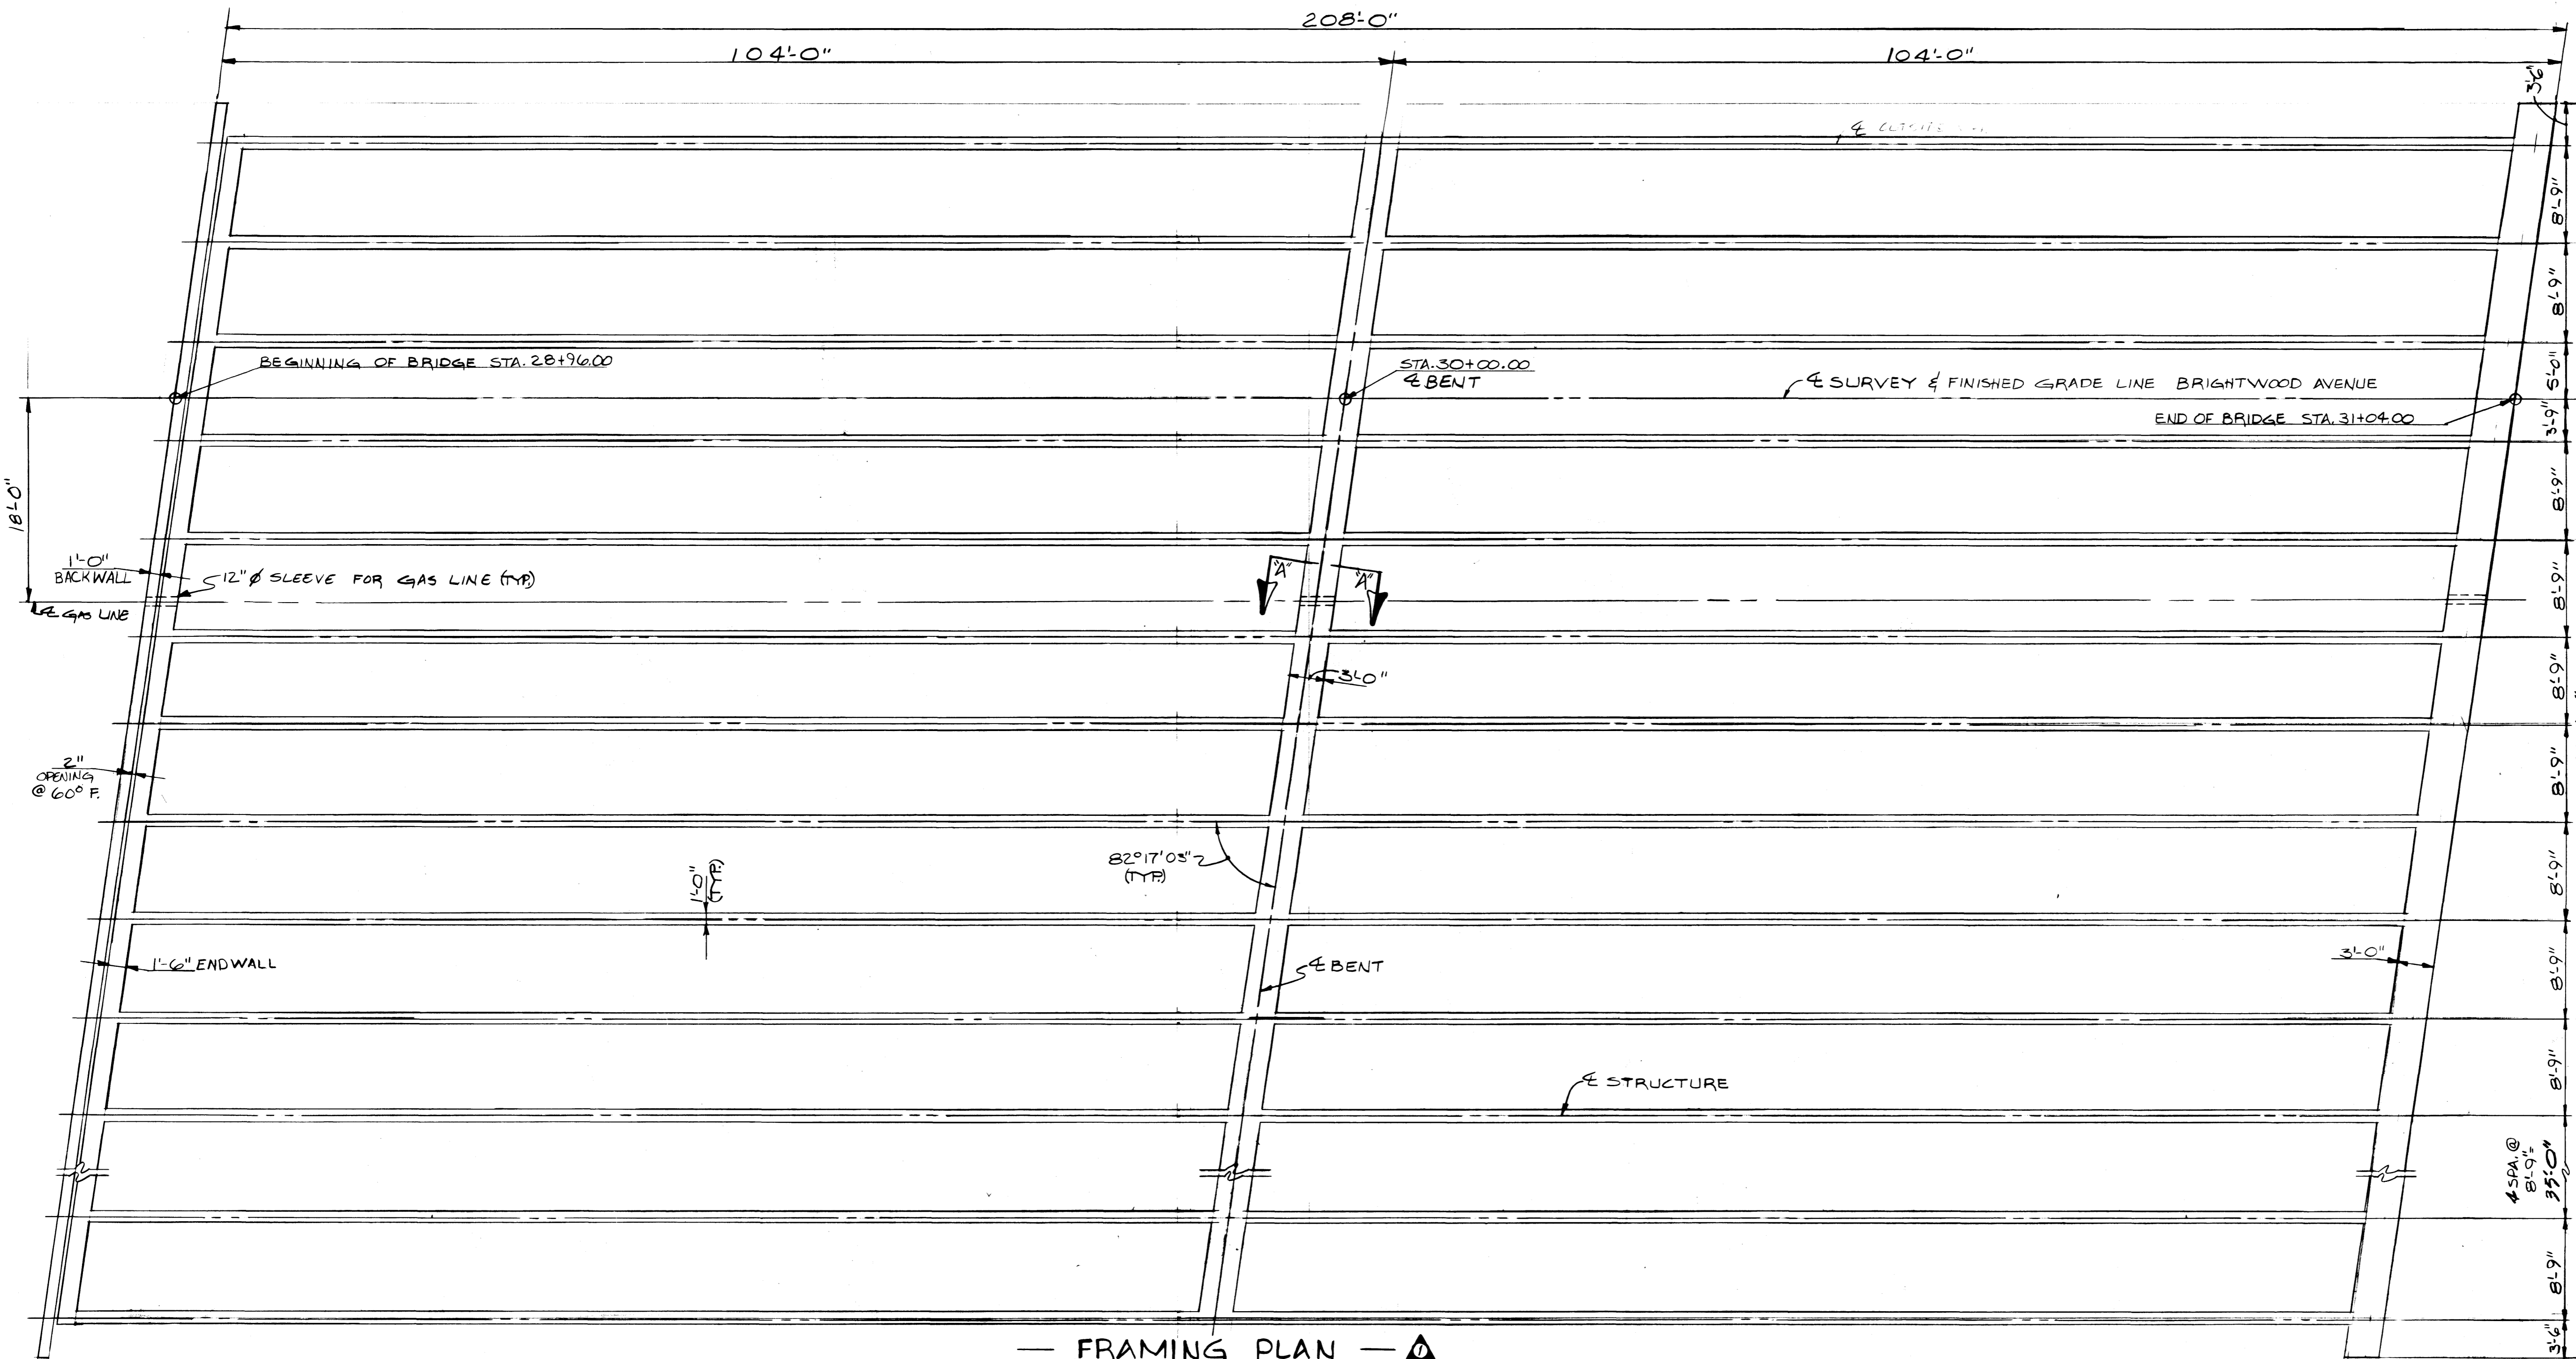 208'-0"
104'-0"
104'-0"
3'-6"
℄
8'-9"
8'-9"
BEGINNING OF BRIDGE STA. 28+96.00
STA. 30+00.00
℄ BENT
℄ SURVEY & FINISHED GRADE LINE BRIGHTWOOD AVENUE
5'-0"
END OF BRIDGE STA. 31+04.00
3'-9"
18'-0"
8'-9"
1'-0"
BACKWALL
12" Ø SLEEVE FOR GAS LINE (TYP.)
"A"
"A"
8'-9"
℄ GAS LINE
3'-0"
8'-9"
2"
OPENING
@ 60° F.
8'-9"
82°17'03"
(TYP.)
1'-0"
(TYP.)
8'-9"
1'-6" ENDWALL
℄ BENT
3'-0"
8'-9"
℄ STRUCTURE
8'-9"
4 SPA. @
8'-9"=
35'-0"
8'-9"
3'-6"
— FRAMING PLAN — 1